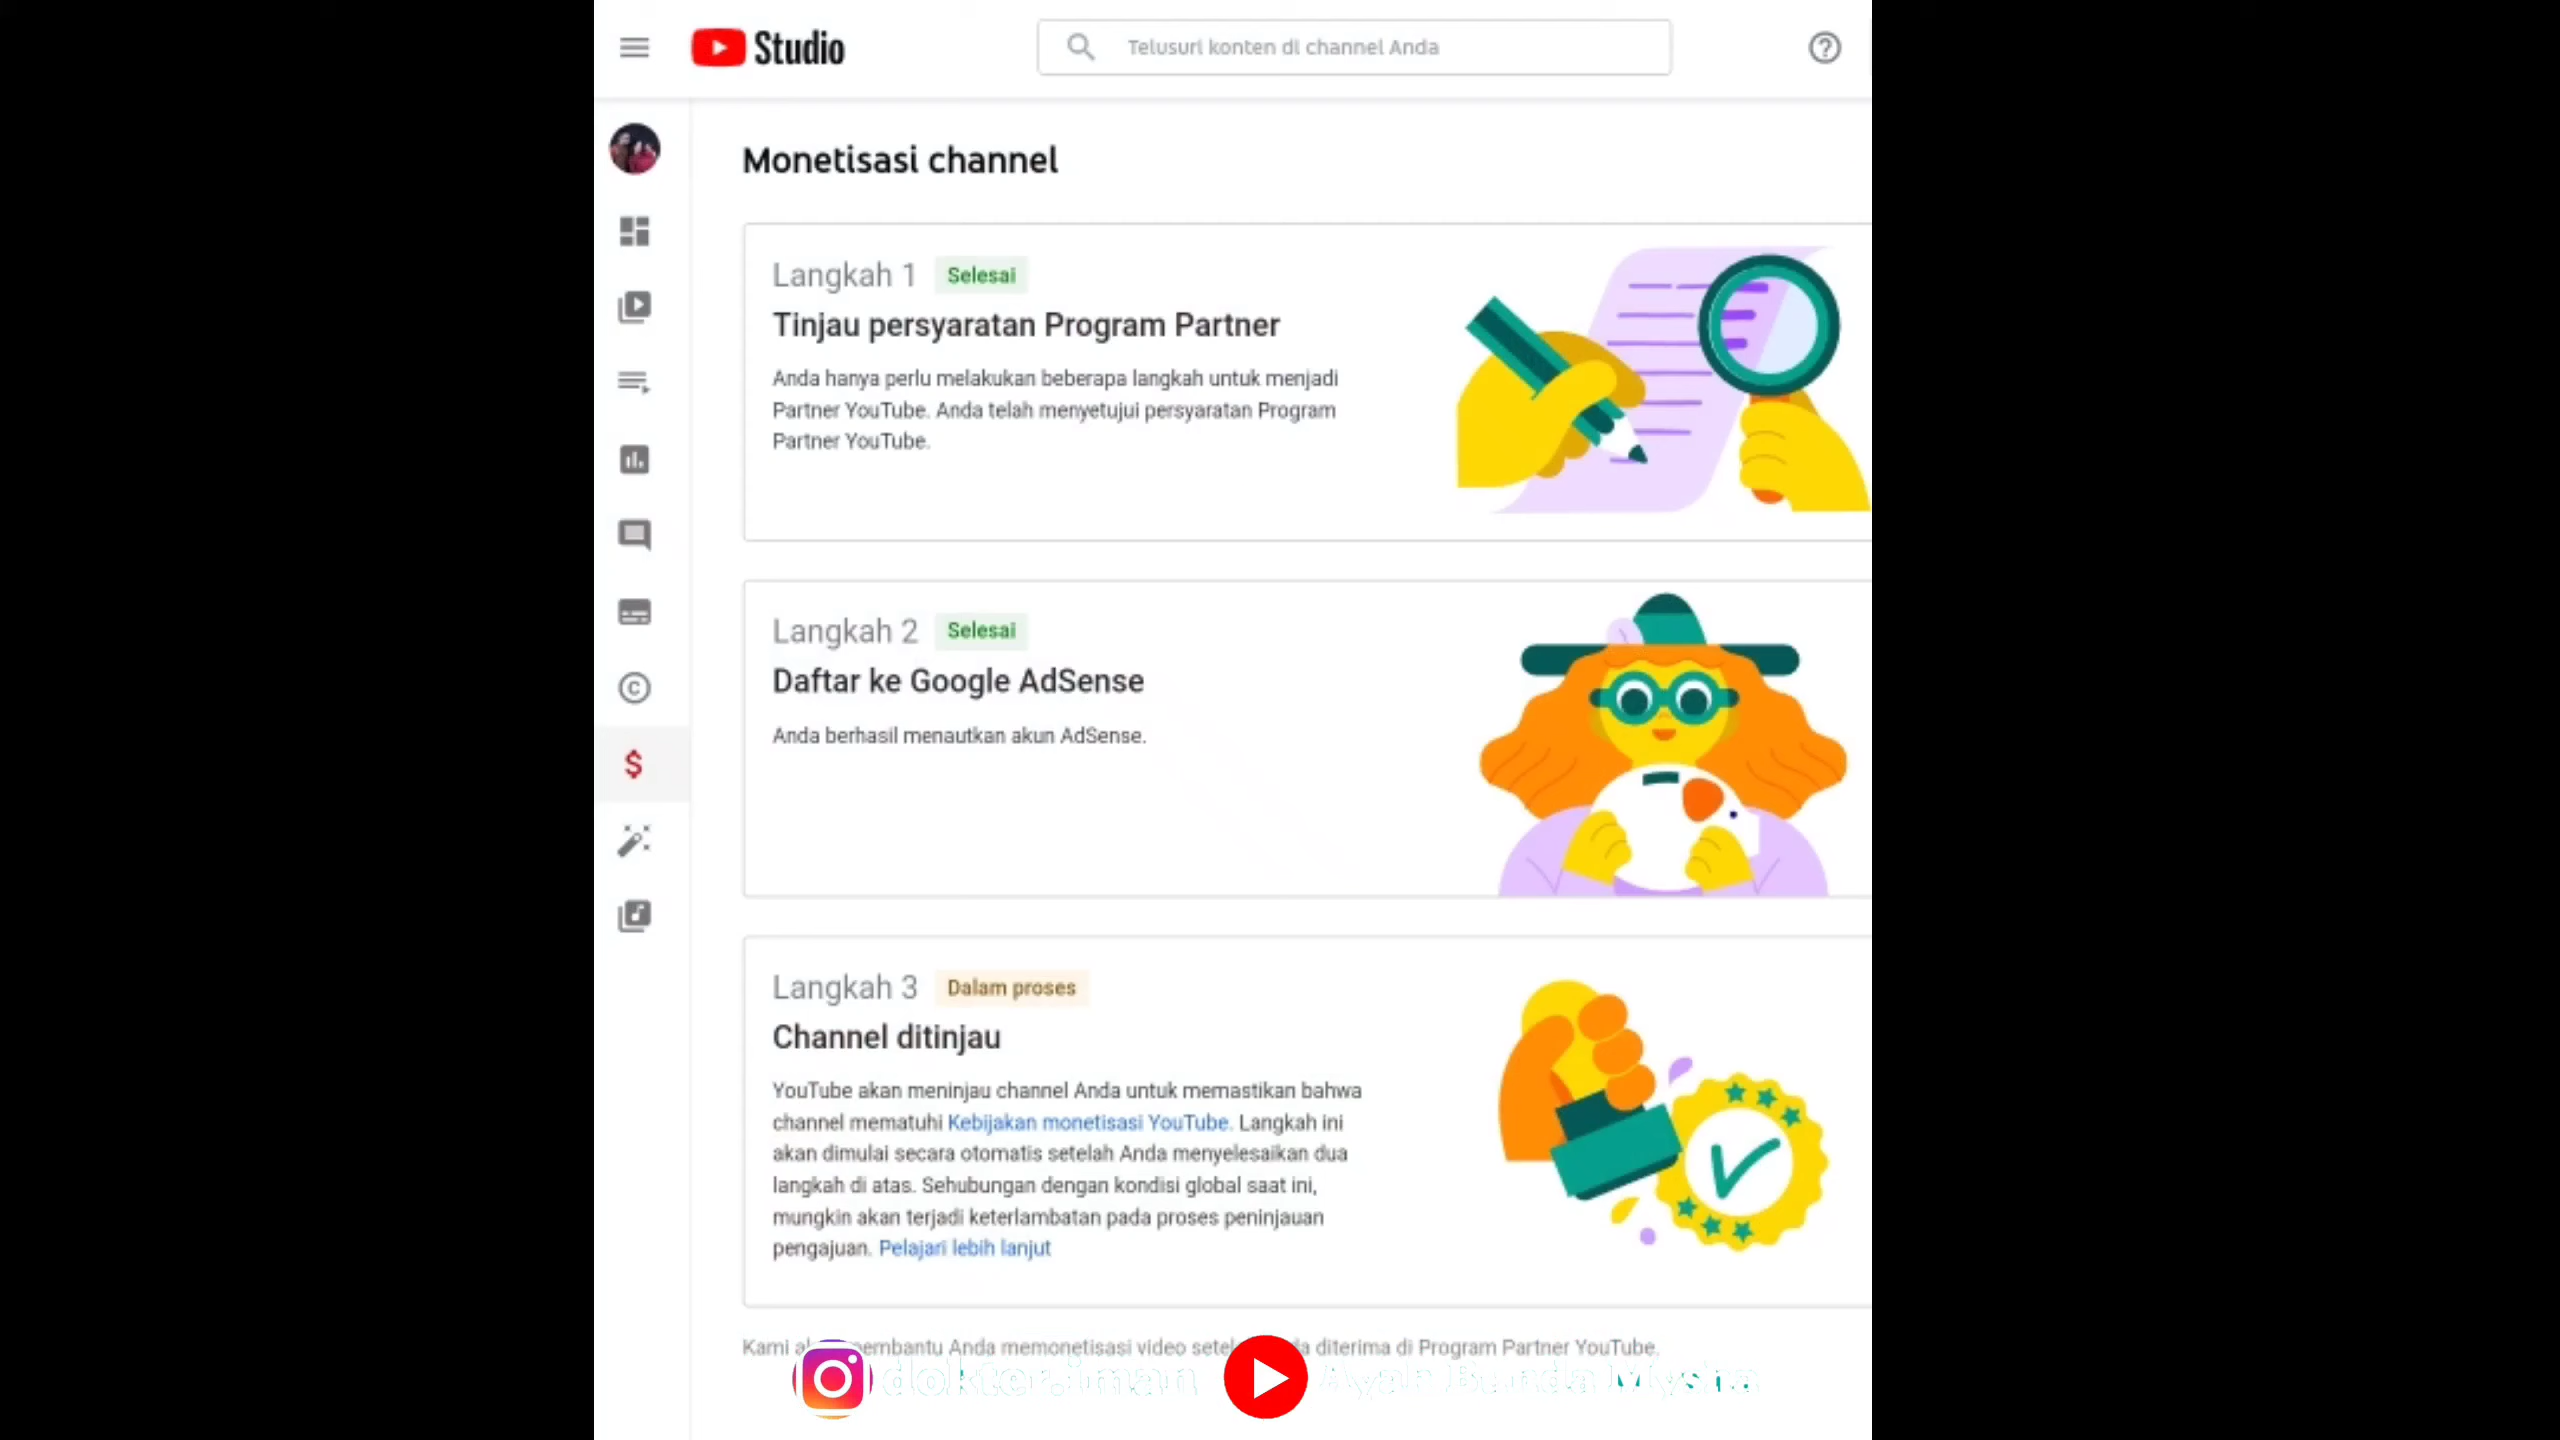 Studio
Telusuri konten di channel Anda
Monetisasi channel
Langkah 1 Selesai
Tinjau persyaratan Program Partner
Anda hanya perlu melakukan beberapa langkah untuk menjadi
Partner YouTube. Anda telah menyetujui persyaratan Program
Partner YouTube.
Langkah 2 Selesai
Daftar ke Google AdSense
Anda berhasil menautkan akun AdSense.
Langkah 3 Dalam proses
Channel ditinjau
YouTube akan meninjau channel Anda untuk memastikan bahwa
channel mematuhi Kebijakan monetisasi YouTube. Langkah ini
akan dimulai secara otomatis setelah Anda menyelesaikan dua
langkah di atas. Sehubungan dengan kondisi global saat ini,
mungkin akan terjadi keterlambatan pada proses peninjauan
pengajuan. Pelajari lebih lanjut
Kami Anda memonetisasi video diterima di Program Partner YouTube.
dokter.iman Ayah Bunda Mysha